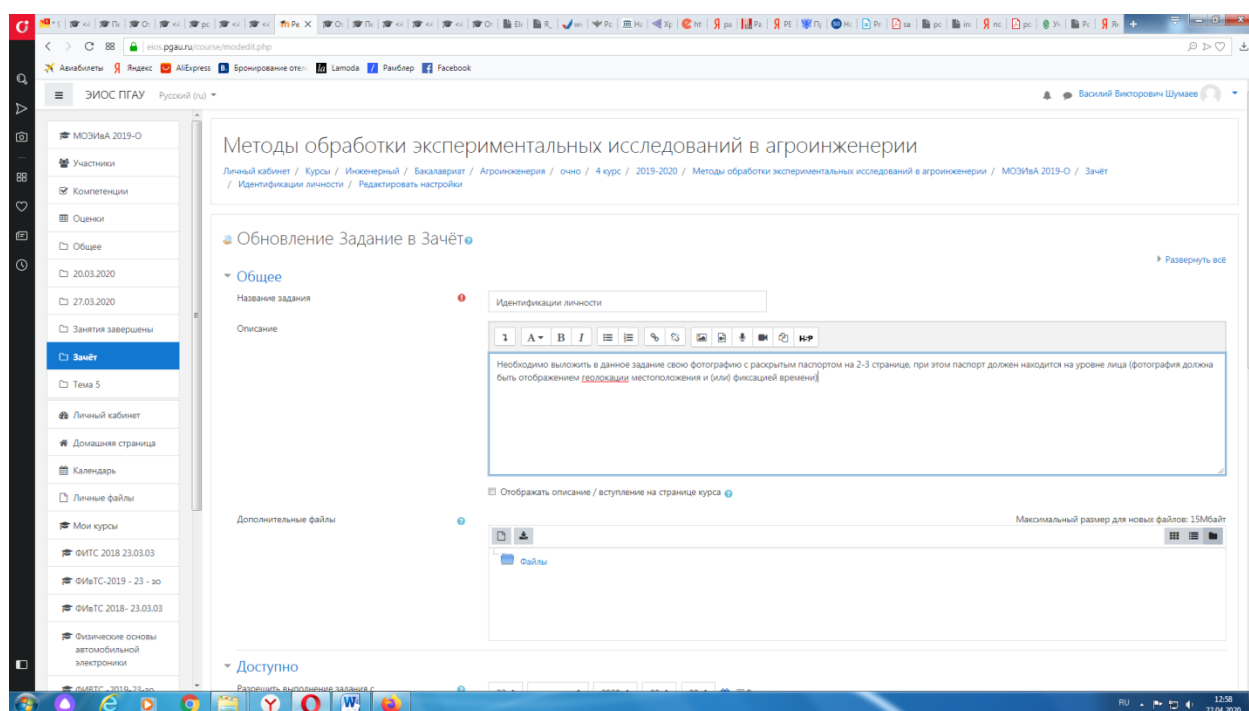 eios.pgau.ru/course/modedit.php
Авиабилеты Яндекс AliExpress Бронирование отел Lamoda Рамблер Facebook
ЭИОС ПГАУ Русский (ru) Василий Викторович Шумаев
МОЭИвА 2019-О
Участники
Компетенции
Оценки
Общее
20.03.2020
27.03.2020
Занятия завершены
Зачёт
Тема 5
Личный кабинет
Домашняя страница
Календарь
Личные файлы
Мои курсы
ФИТС 2018 23.03.03
ФИвТС-2019 - 23 - зо
ФИвТС 2018- 23.03.03
Физические основы
автомобильной
электроники
Методы обработки экспериментальных исследований в агроинженерии
Личный кабинет / Курсы / Инженерный / Бакалавриат / Агроинженерия / очно / 4 курс / 2019-2020 / Методы обработки экспериментальных исследований в агроинженерии / МОЭИвА 2019-О / Зачёт
/ Идентификации личности / Редактировать настройки
Обновление Задание в Зачёт
Развернуть всё
Общее
Название задания
Идентификации личности
Описание
Необходимо выложить в данное задание свою фотографию с раскрытым паспортом на 2-3 странице, при этом паспорт должен находится на уровне лица (фотография должна
быть отображением геолокации местоположения и (или) фиксацией времени)
Отображать описание / вступление на странице курса
Дополнительные файлы
Максимальный размер для новых файлов: 15Мбайт
Файлы
Доступно
Разрешить выполнение задания с
RU
12:58
22.04.2020